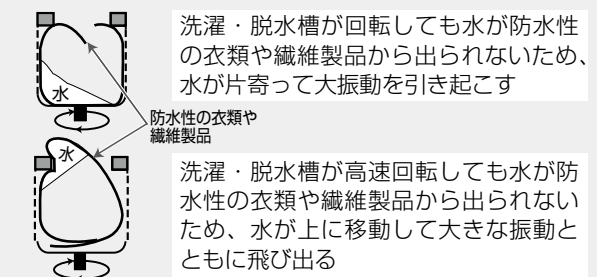 洗濯・脱水槽が回転しても水が防水性
の衣類や繊維製品から出られないため、
水が片寄って大振動を引き起こす
水
防水性の衣類や
繊維製品
水
洗濯・脱水槽が高速回転しても水が防
水性の衣類や繊維製品から出られない
ため、水が上に移動して大きな振動と
ともに飛び出る